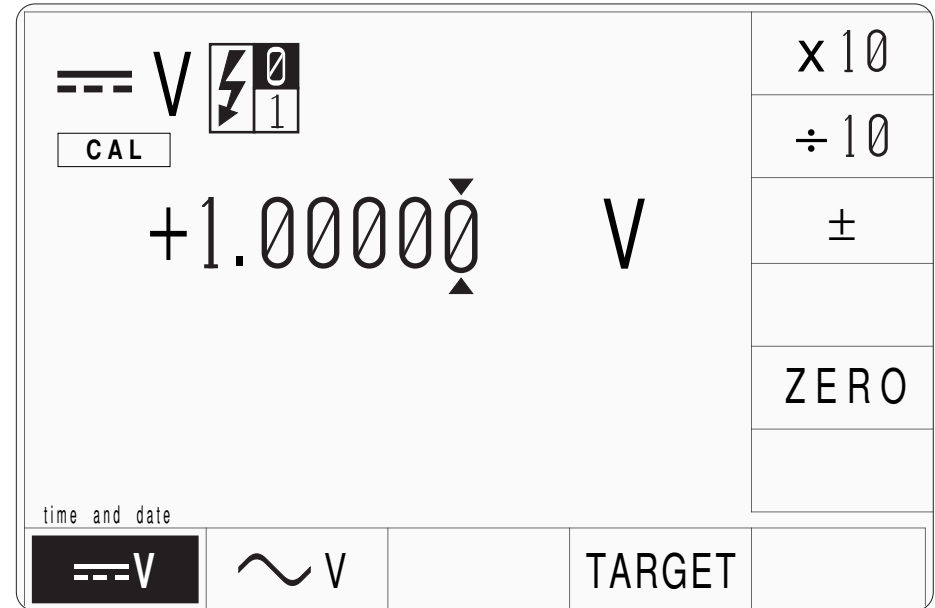 V 0
1
CAL
+1.00000 V
x10
÷10
±
ZERO
time and date
V
V
TARGET